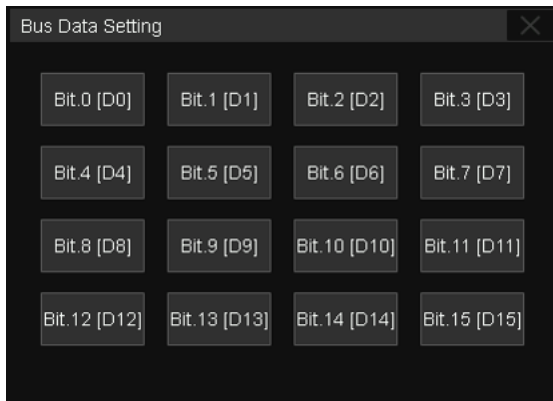 Bus Data Setting
Bit.0 [D0] Bit.1 [D1] Bit.2 [D2] Bit.3 [D3]
Bit.4 [D4] Bit.5 [D5] Bit.6 [D6] Bit.7 [D7]
Bit.8 [D8] Bit.9 [D9] Bit.10 [D10] Bit.11 [D11]
Bit.12 [D12] Bit.13 [D13] Bit.14 [D14] Bit.15 [D15]